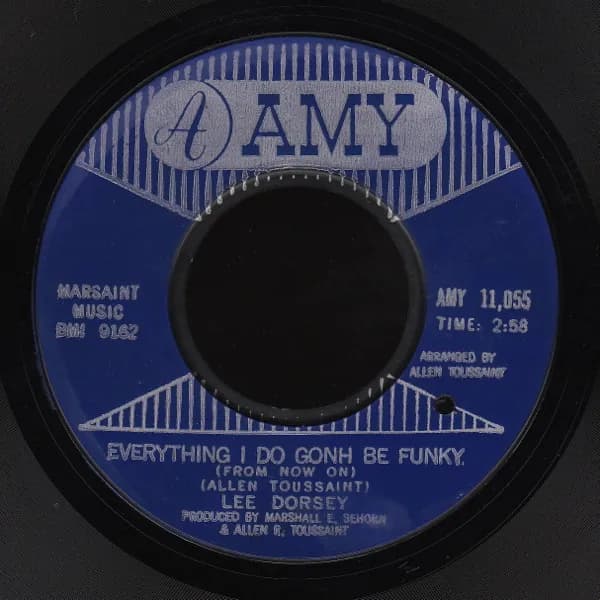 A AMY
MARSAINT
MUSIC
BMI 9162
AMY 11,055
TIME: 2:58
ARRANGED BY
ALLEN TOUSSAINT
EVERYTHING I DO GONH BE FUNKY.
(FROM NOW ON)
(ALLEN TOUSSAINT)
LEE DORSEY
PRODUCED BY MARSHALL E. SEHORN
& ALLEN R. TOUSSAINT